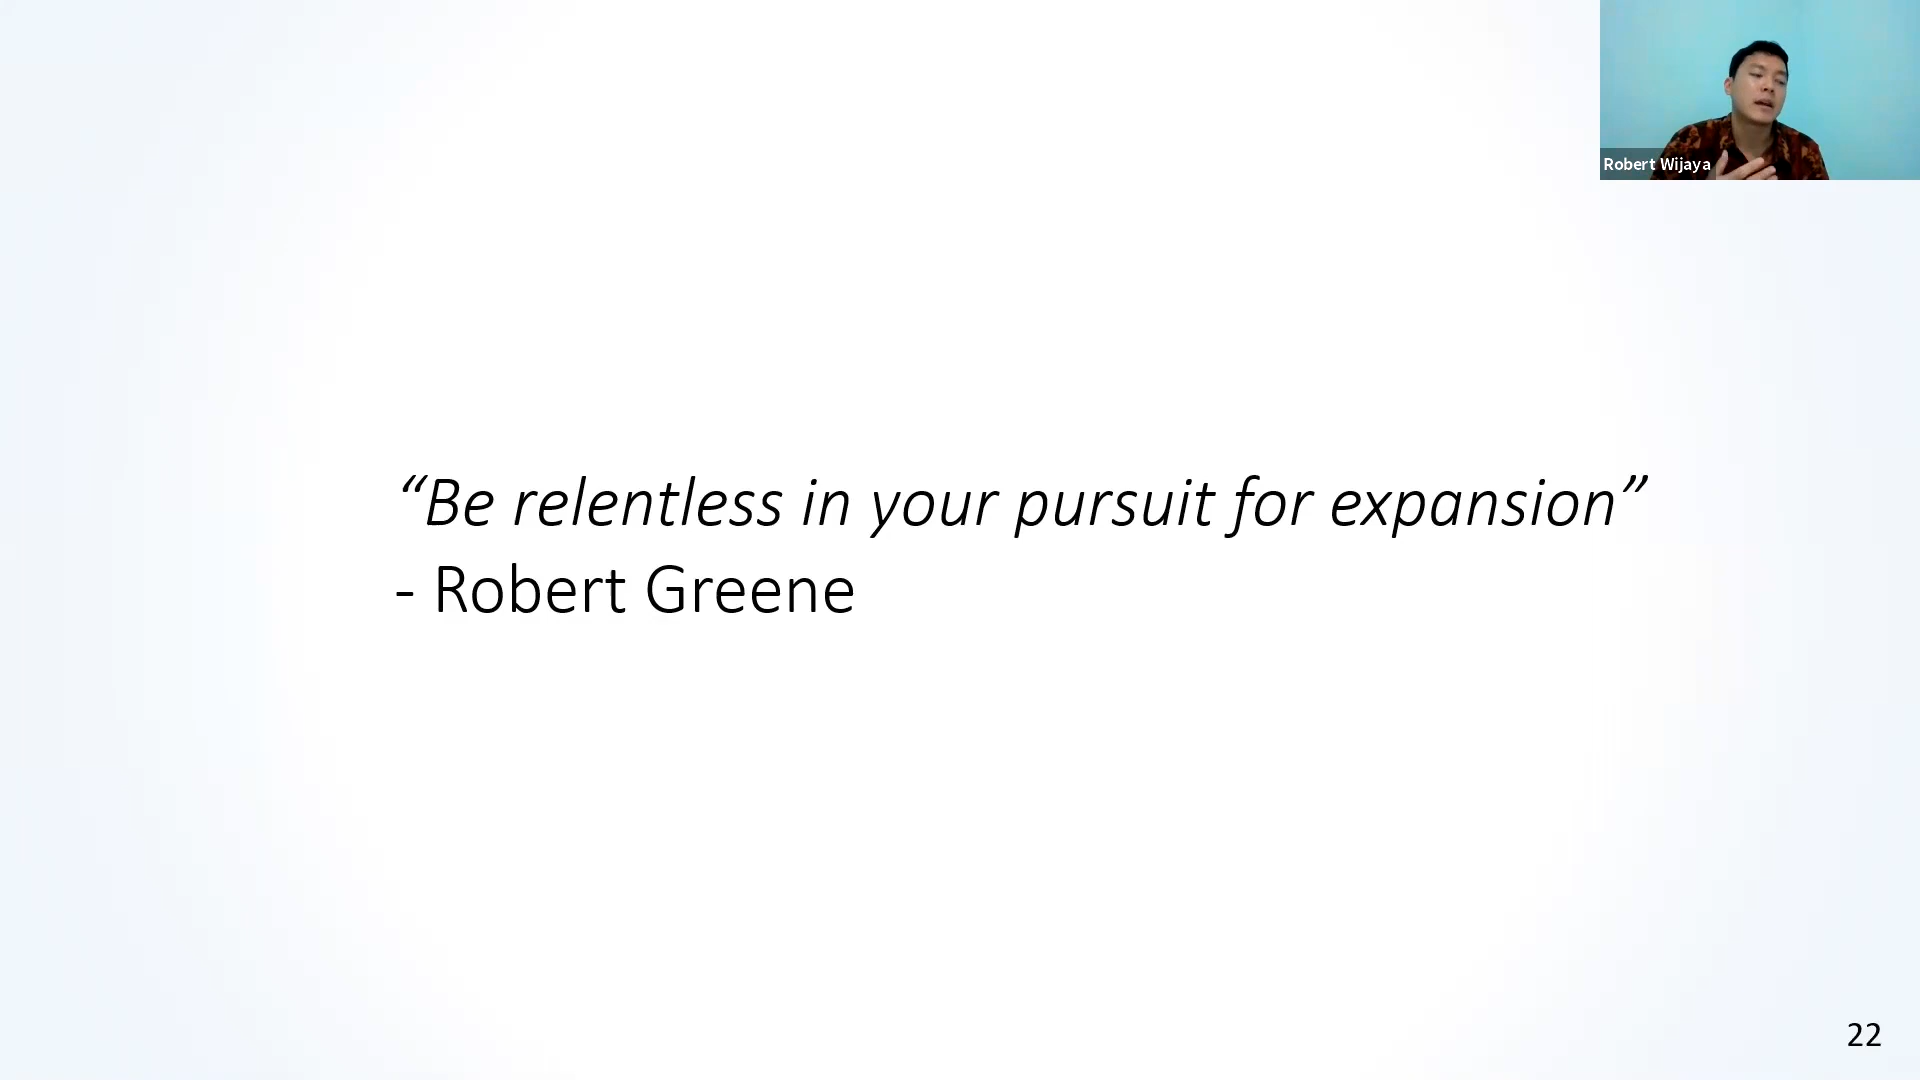 Robert Wijaya
“Be relentless in your pursuit for expansion”
- Robert Greene
22